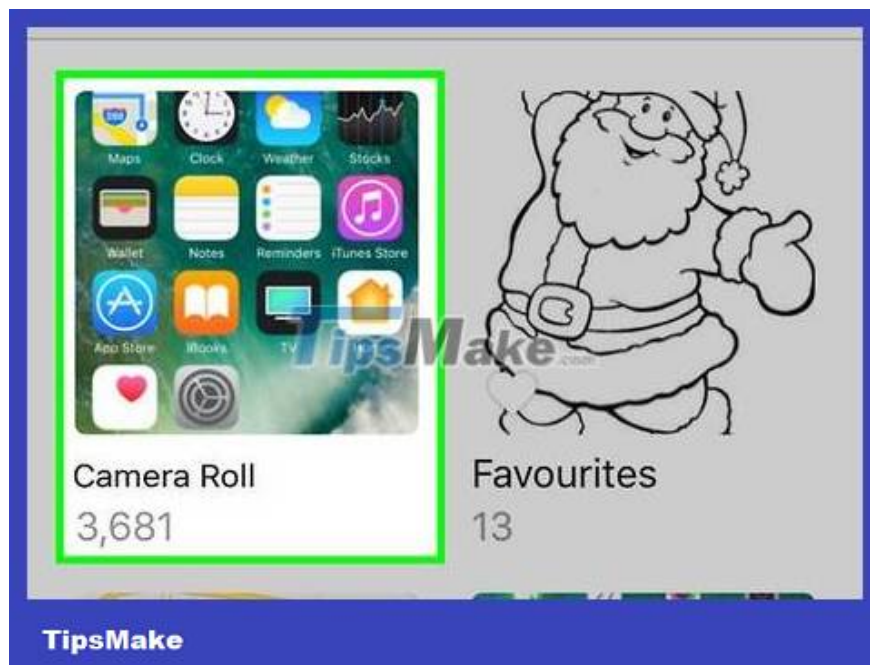 Maps Clock Weather Stocks
Wallet Notes Reminders iTunes Store
App Store iBooks TV
TipsMake.com
Camera Roll
3,681
Favourites
13
TipsMake